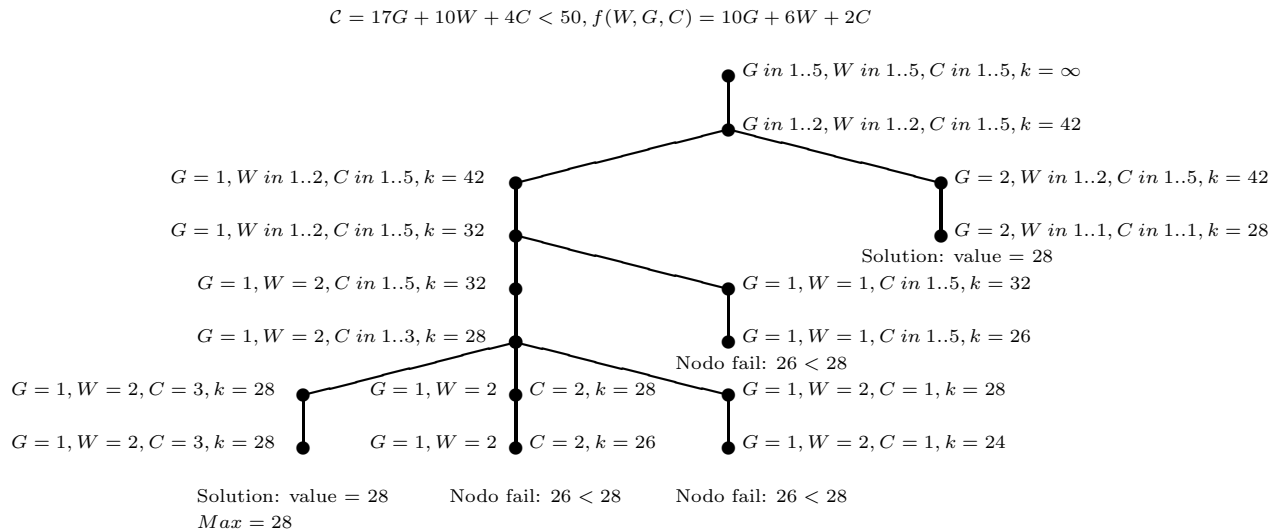 𝒞 = 17G + 10W + 4C < 50, f(W, G, C) = 10G + 6W + 2C
G in 1..5, W in 1..5, C in 1..5, k = ∞
G in 1..2, W in 1..2, C in 1..5, k = 42
G = 1, W in 1..2, C in 1..5, k = 42
G = 2, W in 1..2, C in 1..5, k = 42
G = 1, W in 1..2, C in 1..5, k = 32
G = 2, W in 1..1, C in 1..1, k = 28
Solution: value = 28
G = 1, W = 2, C in 1..5, k = 32
G = 1, W = 1, C in 1..5, k = 32
G = 1, W = 2, C in 1..3, k = 28
G = 1, W = 1, C in 1..5, k = 26
Nodo fail: 26 < 28
G = 1, W = 2, C = 3, k = 28
G = 1, W = 2 C = 2, k = 28
G = 1, W = 2, C = 1, k = 28
G = 1, W = 2, C = 3, k = 28
G = 1, W = 2 C = 2, k = 26
G = 1, W = 2, C = 1, k = 24
Solution: value = 28
Nodo fail: 26 < 28
Nodo fail: 26 < 28
Max = 28